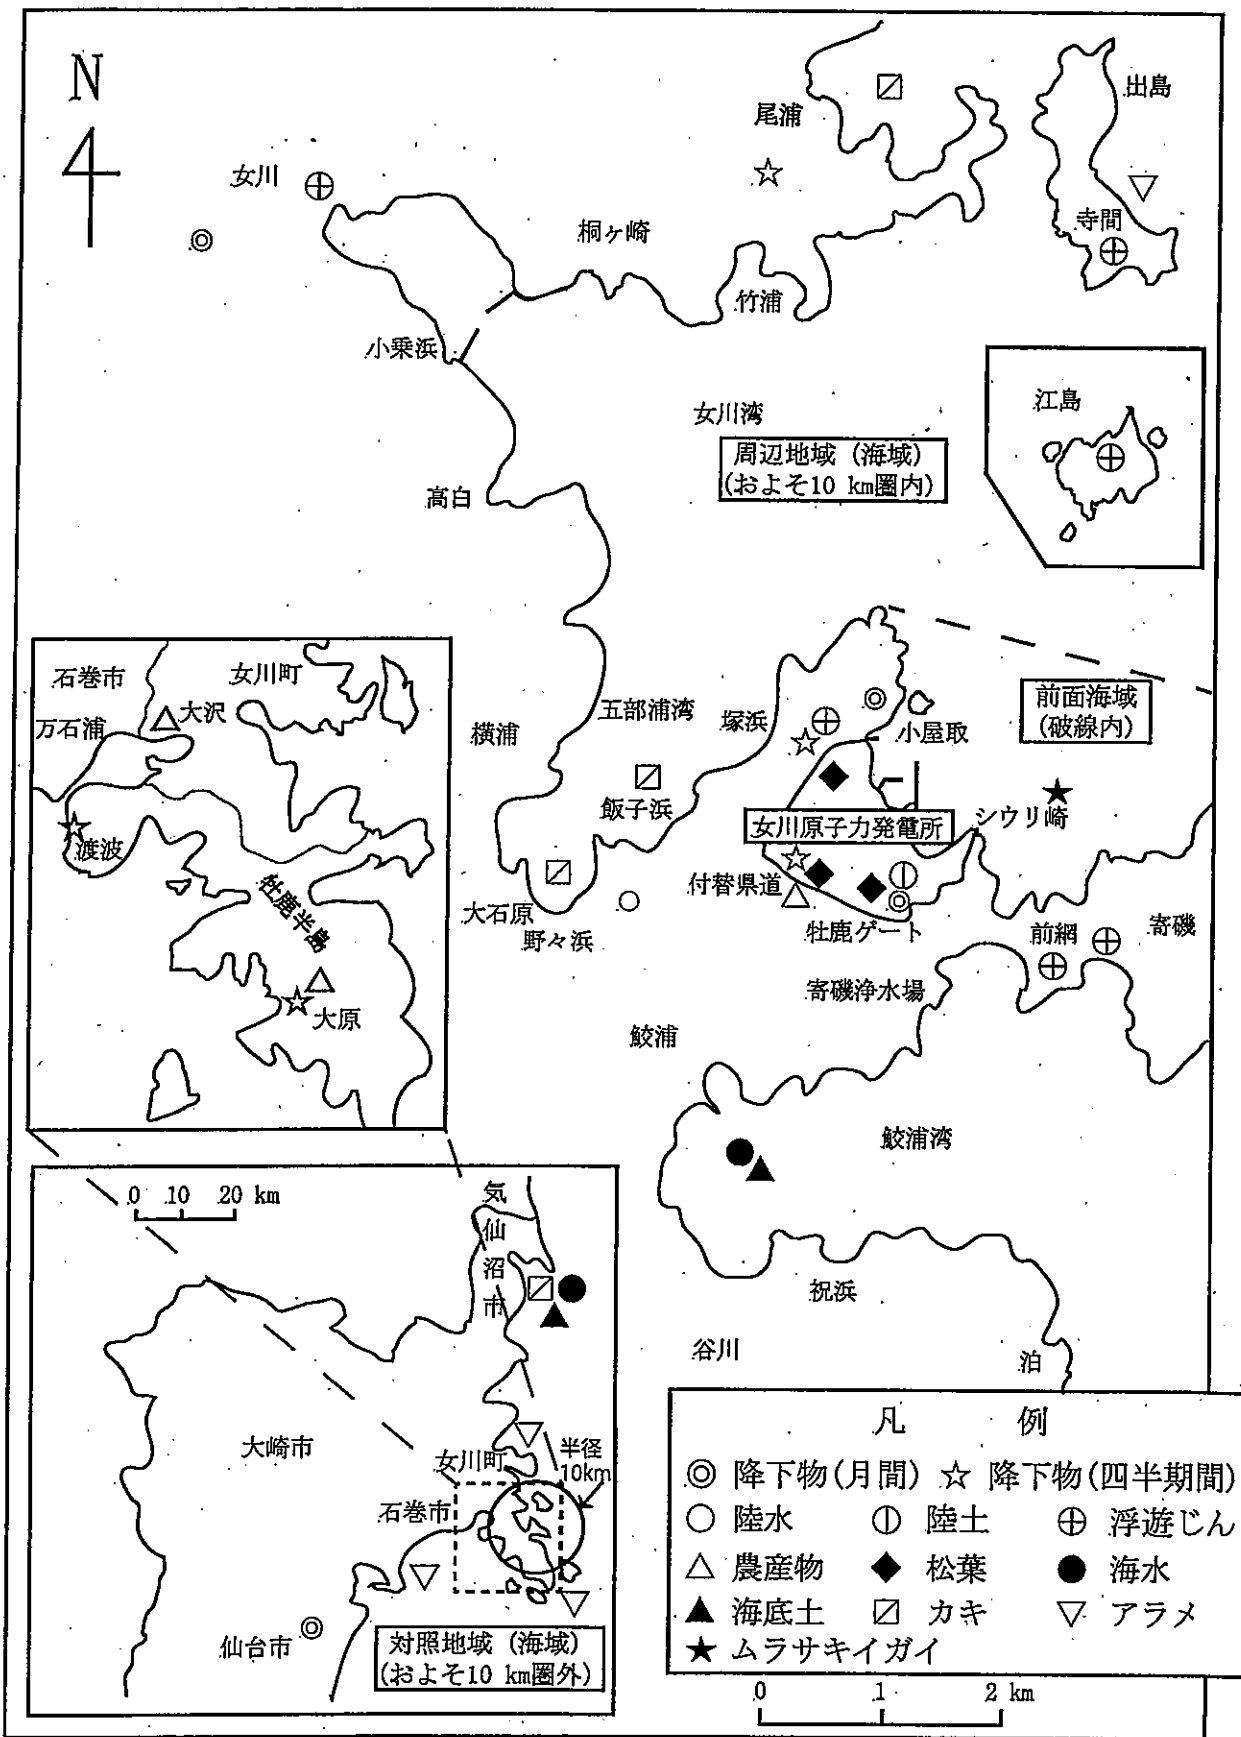 N
出島
尾浦
女川
寺間
桐ヶ崎
竹浦
小乗浜
江島
女川湾
周辺地域(海域)
(およそ10 km圏内)
高白
石巻市
女川町
万石浦
大沢
渡波
牡鹿半島
大原
前面海域
(破線内)
五部浦湾
塚浜
小屋取
横浦
飯子浜
女川原子力発電所
シウリ崎
付替県道
大石原
野々浜
牡鹿ゲート
前網
寄磯
寄磯浄水場
鮫浦
鮫浦湾
祝浜
谷川
泊
0 10 20 km
気仙沼市
大崎市
女川町
半径
10km
石巻市
仙台市
対照地域(海域)
(およそ10 km圏外)
凡 例
◎ 降下物(月間) ☆ 降下物(四半期間)
○ 陸水 ⦶ 陸土 ⊕ 浮遊じん
△ 農産物 ◆ 松葉 ● 海水
▲ 海底土 ⍁ カキ ▽ アラメ
★ ムラサキイガイ
0 1 2 km